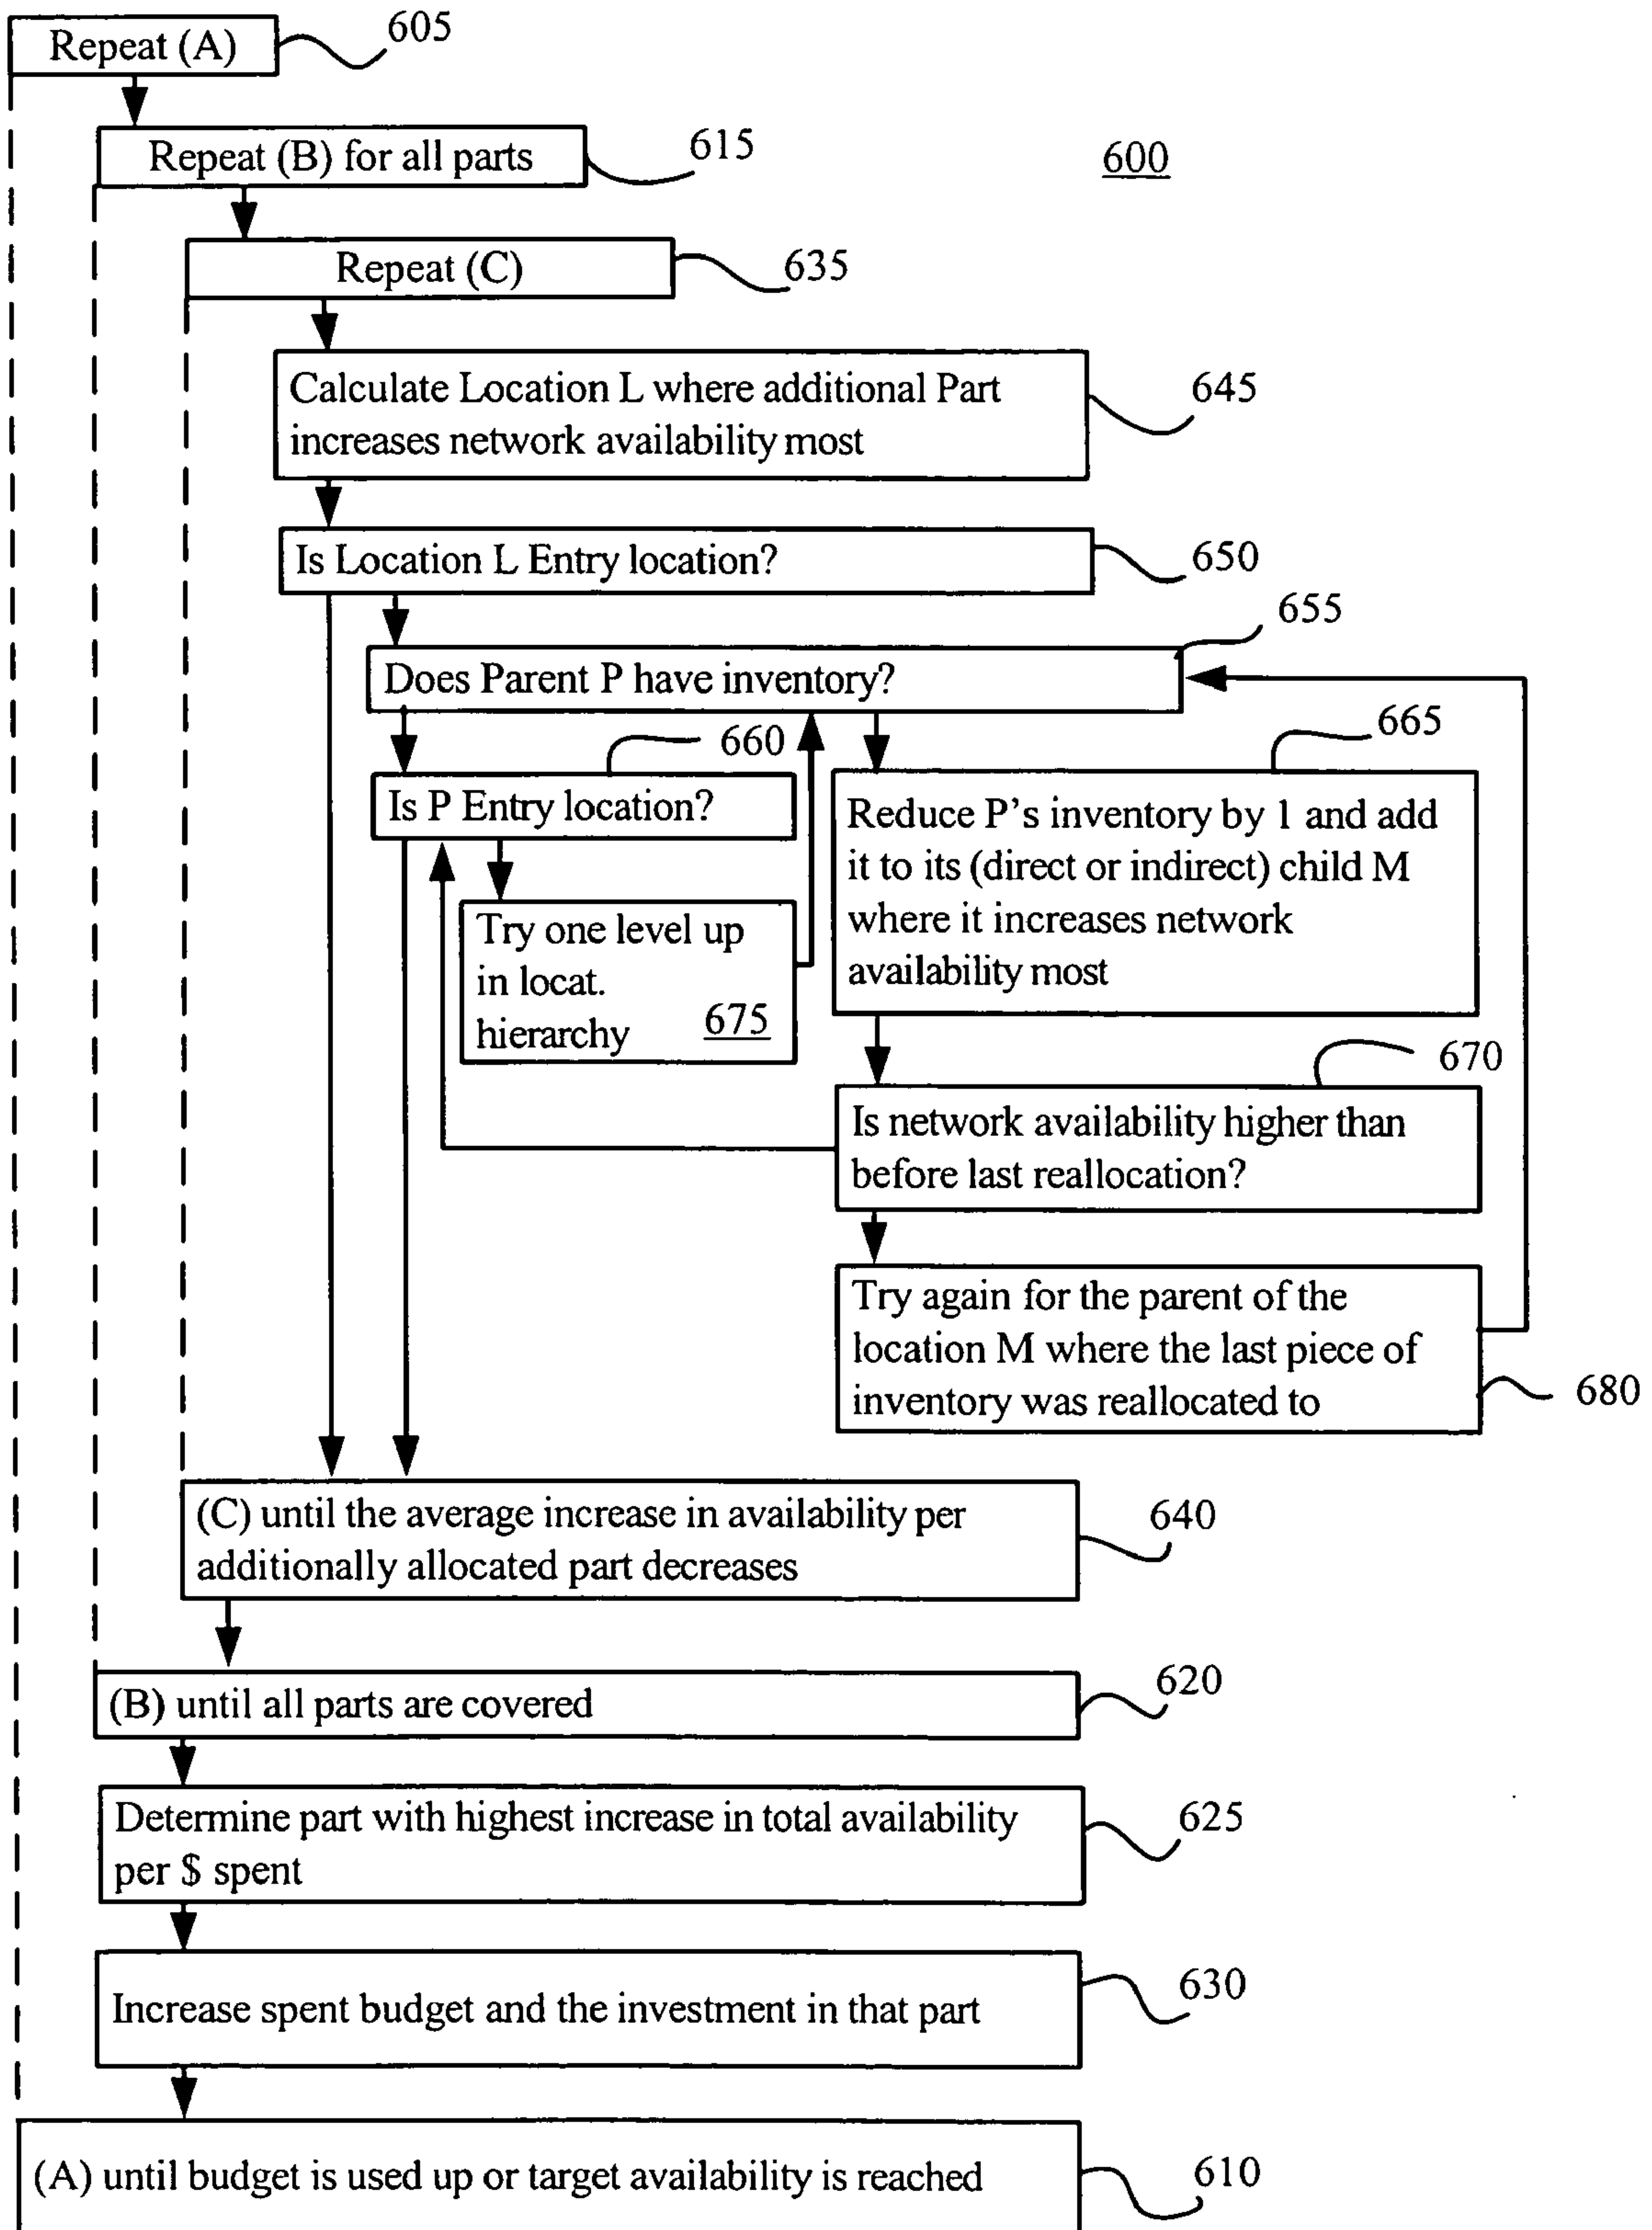 Repeat (A)
605
Repeat (B) for all parts
615
600
Repeat (C)
635
Calculate Location L where additional Part
increases network availability most
645
Is Location L Entry location?
650
655
Does Parent P have inventory?
660
665
Is P Entry location?
Reduce P's inventory by 1 and add
it to its (direct or indirect) child M
where it increases network
availability most
Try one level up
in locat.
hierarchy
675
670
Is network availability higher than
before last reallocation?
Try again for the parent of the
location M where the last piece of
inventory was reallocated to
680
(C) until the average increase in availability per
additionally allocated part decreases
640
(B) until all parts are covered
620
Determine part with highest increase in total availability
per $ spent
625
Increase spent budget and the investment in that part
630
(A) until budget is used up or target availability is reached
610